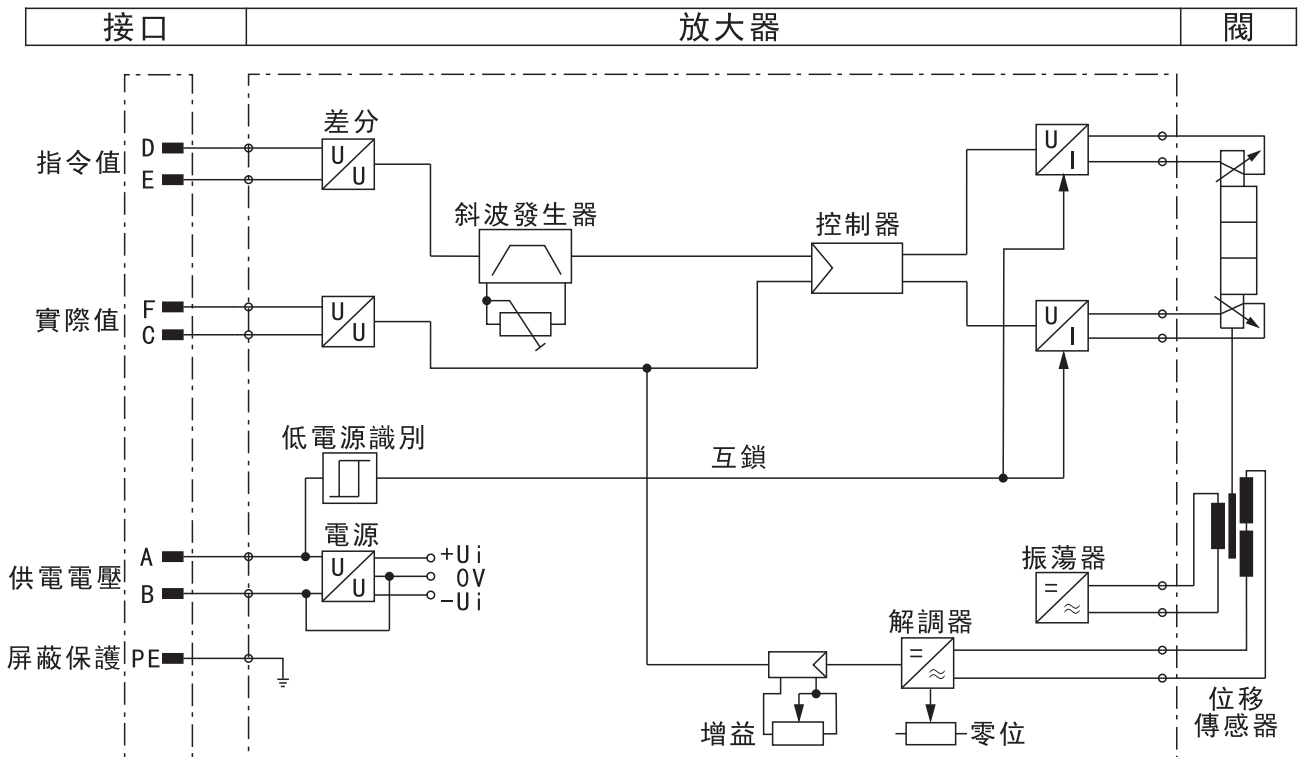 接口 放大器 閥
差分
指令值 D U
E U
斜波發生器
控制器
U
I
實際值 F U
C U
U
I
低電源識別
互鎖
電源
供電電壓 A U +Ui
B U 0V
-Ui
振蕩器
=
≈
屏蔽保護 PE
解調器
=
≈
增益
零位
位移
傳感器